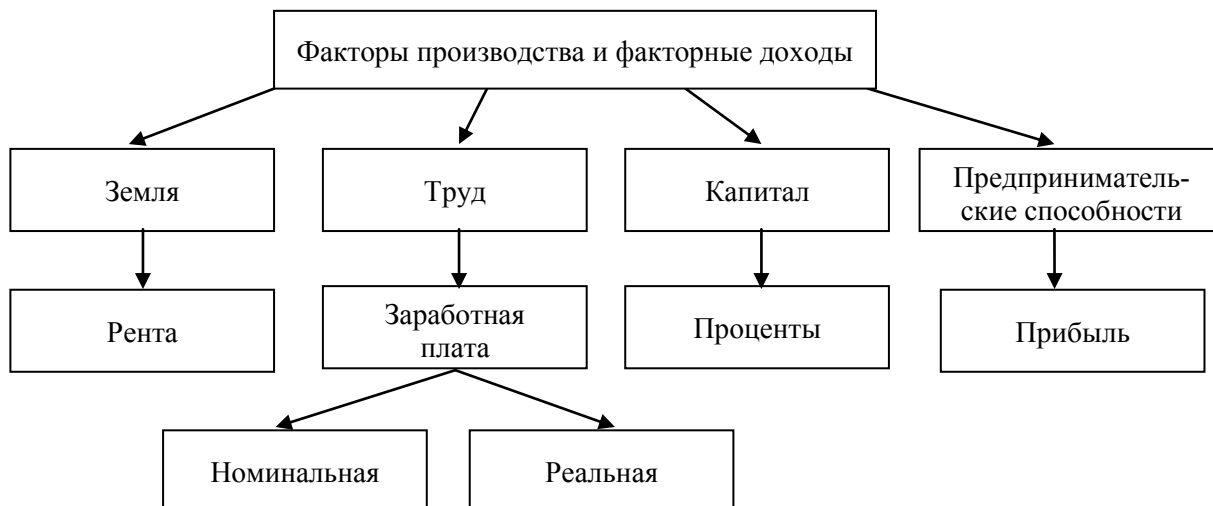 Факторы производства и факторные доходы
Земля
Труд
Капитал
Предприниматель-
ские способности
Рента
Заработная
плата
Проценты
Прибыль
Номинальная
Реальная